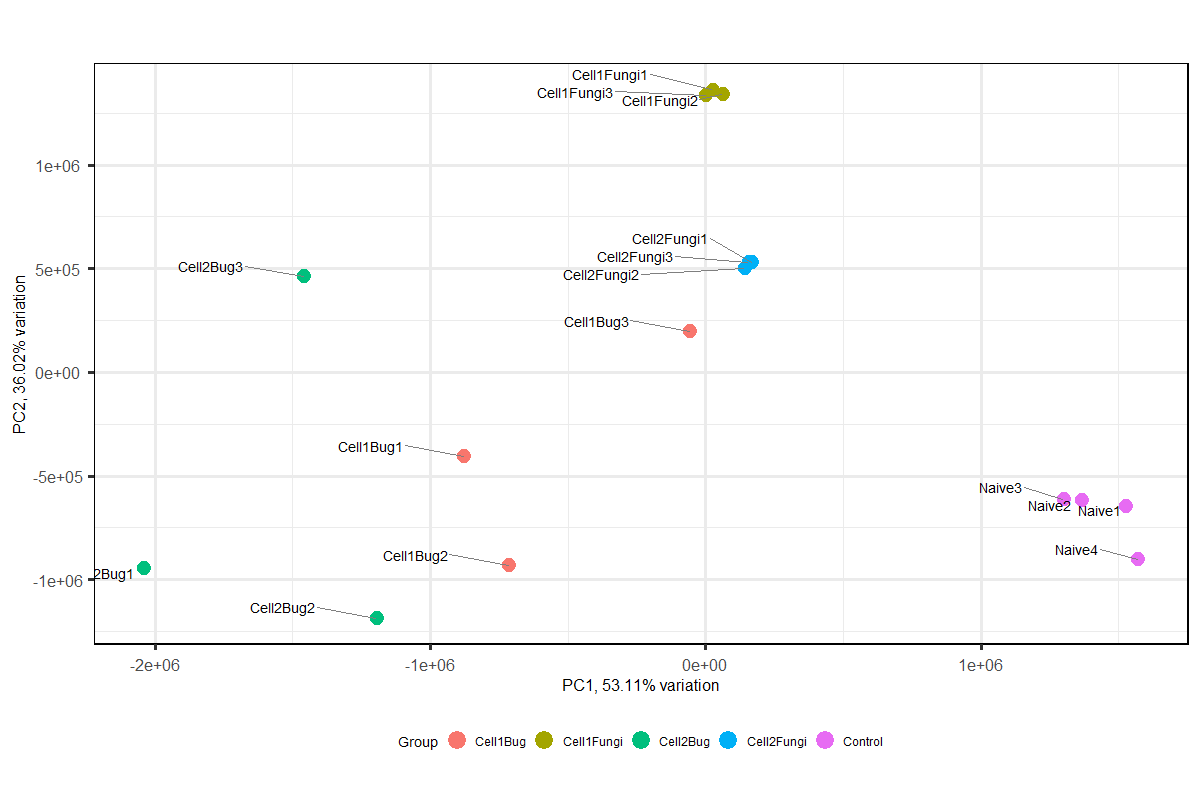 Cell1Fungi1
Cell1Fungi3
Cell1Fungi2
1e+06
Cell2Fungi1
Cell2Fungi3
Cell2Bug3
5e+05
Cell2Fungi2
Cell1Bug3
0e+00
PC2, 36.02% variation
Cell1Bug1
-5e+05
Naive3
Naive2
Naive1
Cell1Bug2
Naive4
2Bug1
-1e+06
Cell2Bug2
-2e+06 -1e+06 0e+00 1e+06
PC1, 53.11% variation
Group Cell1Bug Cell1Fungi Cell2Bug Cell2Fungi Control